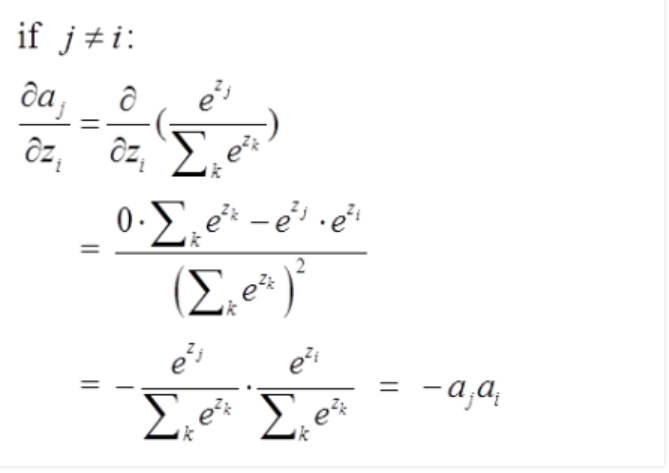 if j ≠ i:
∂a_j/∂z_i = ∂/∂z_i (e^{z_j} / ∑_k e^{z_k})
= (0·∑_k e^{z_k} − e^{z_j}·e^{z_i}) / (∑_k e^{z_k})^2
= − e^{z_j}/∑_k e^{z_k} · e^{z_i}/∑_k e^{z_k} = −a_j a_i